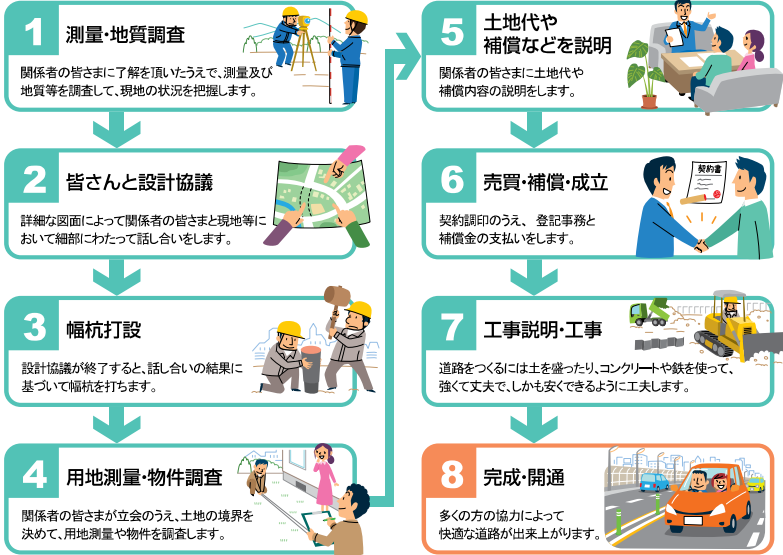 1 測量・地質調査
関係者の皆さまに了解を頂いたうえで、測量及び
地質等を調査して、現地の状況を把握します。
2 皆さんと設計協議
詳細な図面によって関係者の皆さまと現地等に
おいて細部にわたって話し合いをします。
3 幅杭打設
設計協議が終了すると、話し合いの結果に
基づいて幅杭を打ちます。
4 用地測量・物件調査
関係者の皆さまが立会のうえ、土地の境界を
決めて、用地測量や物件を調査します。
5 土地代や
補償などを説明
関係者の皆さまに土地代や
補償内容の説明をします。
6 売買・補償・成立
契約書
契約調印のうえ、登記事務と
補償金の支払いをします。
7 工事説明・工事
道路をつくるには土を盛ったり、コンクリートや鉄を使って、
強くて丈夫で、しかも安くできるように工夫します。
8 完成・開通
多くの方の協力によって
快適な道路が出来上がります。